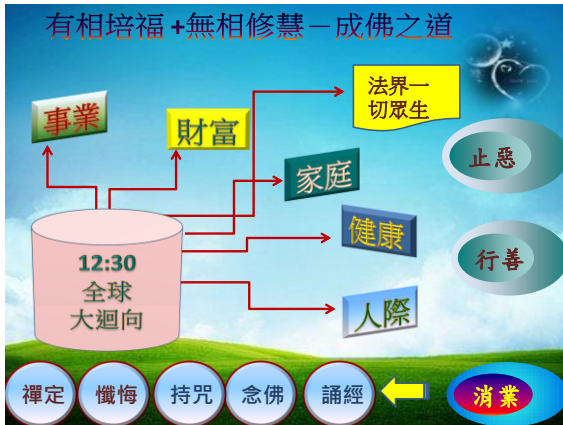 有相培福+無相修慧－成佛之道
事業
財富
法界一
切眾生
止惡
家庭
健康
行善
12:30
全球
大迴向
人際
禪定
懺悔
持咒
念佛
誦經
消業